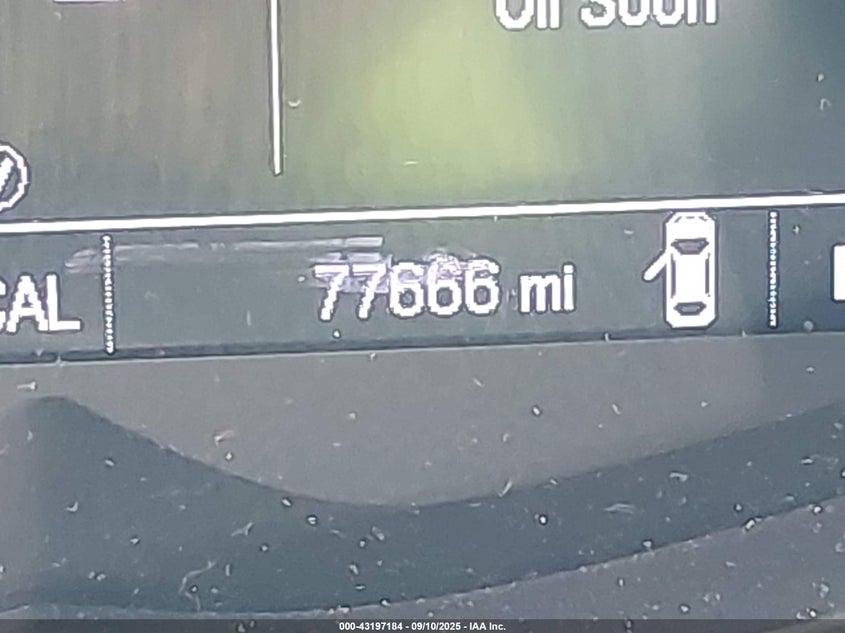 Oil Soon
CAL
77666 mi
000-43197184 - 09/10/2025 - IAA Inc.